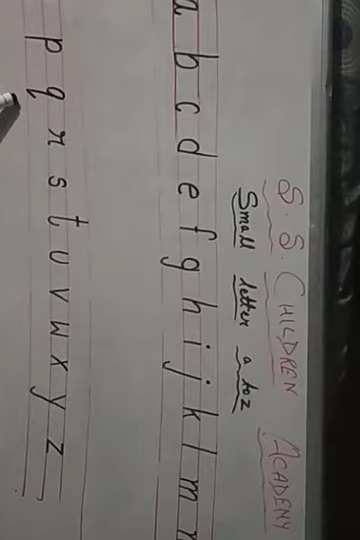 S.S. CHILDREN ACADEMY
Small letter a to z
a b c d e f g h i j k l m n
p q r s t u v w x y z